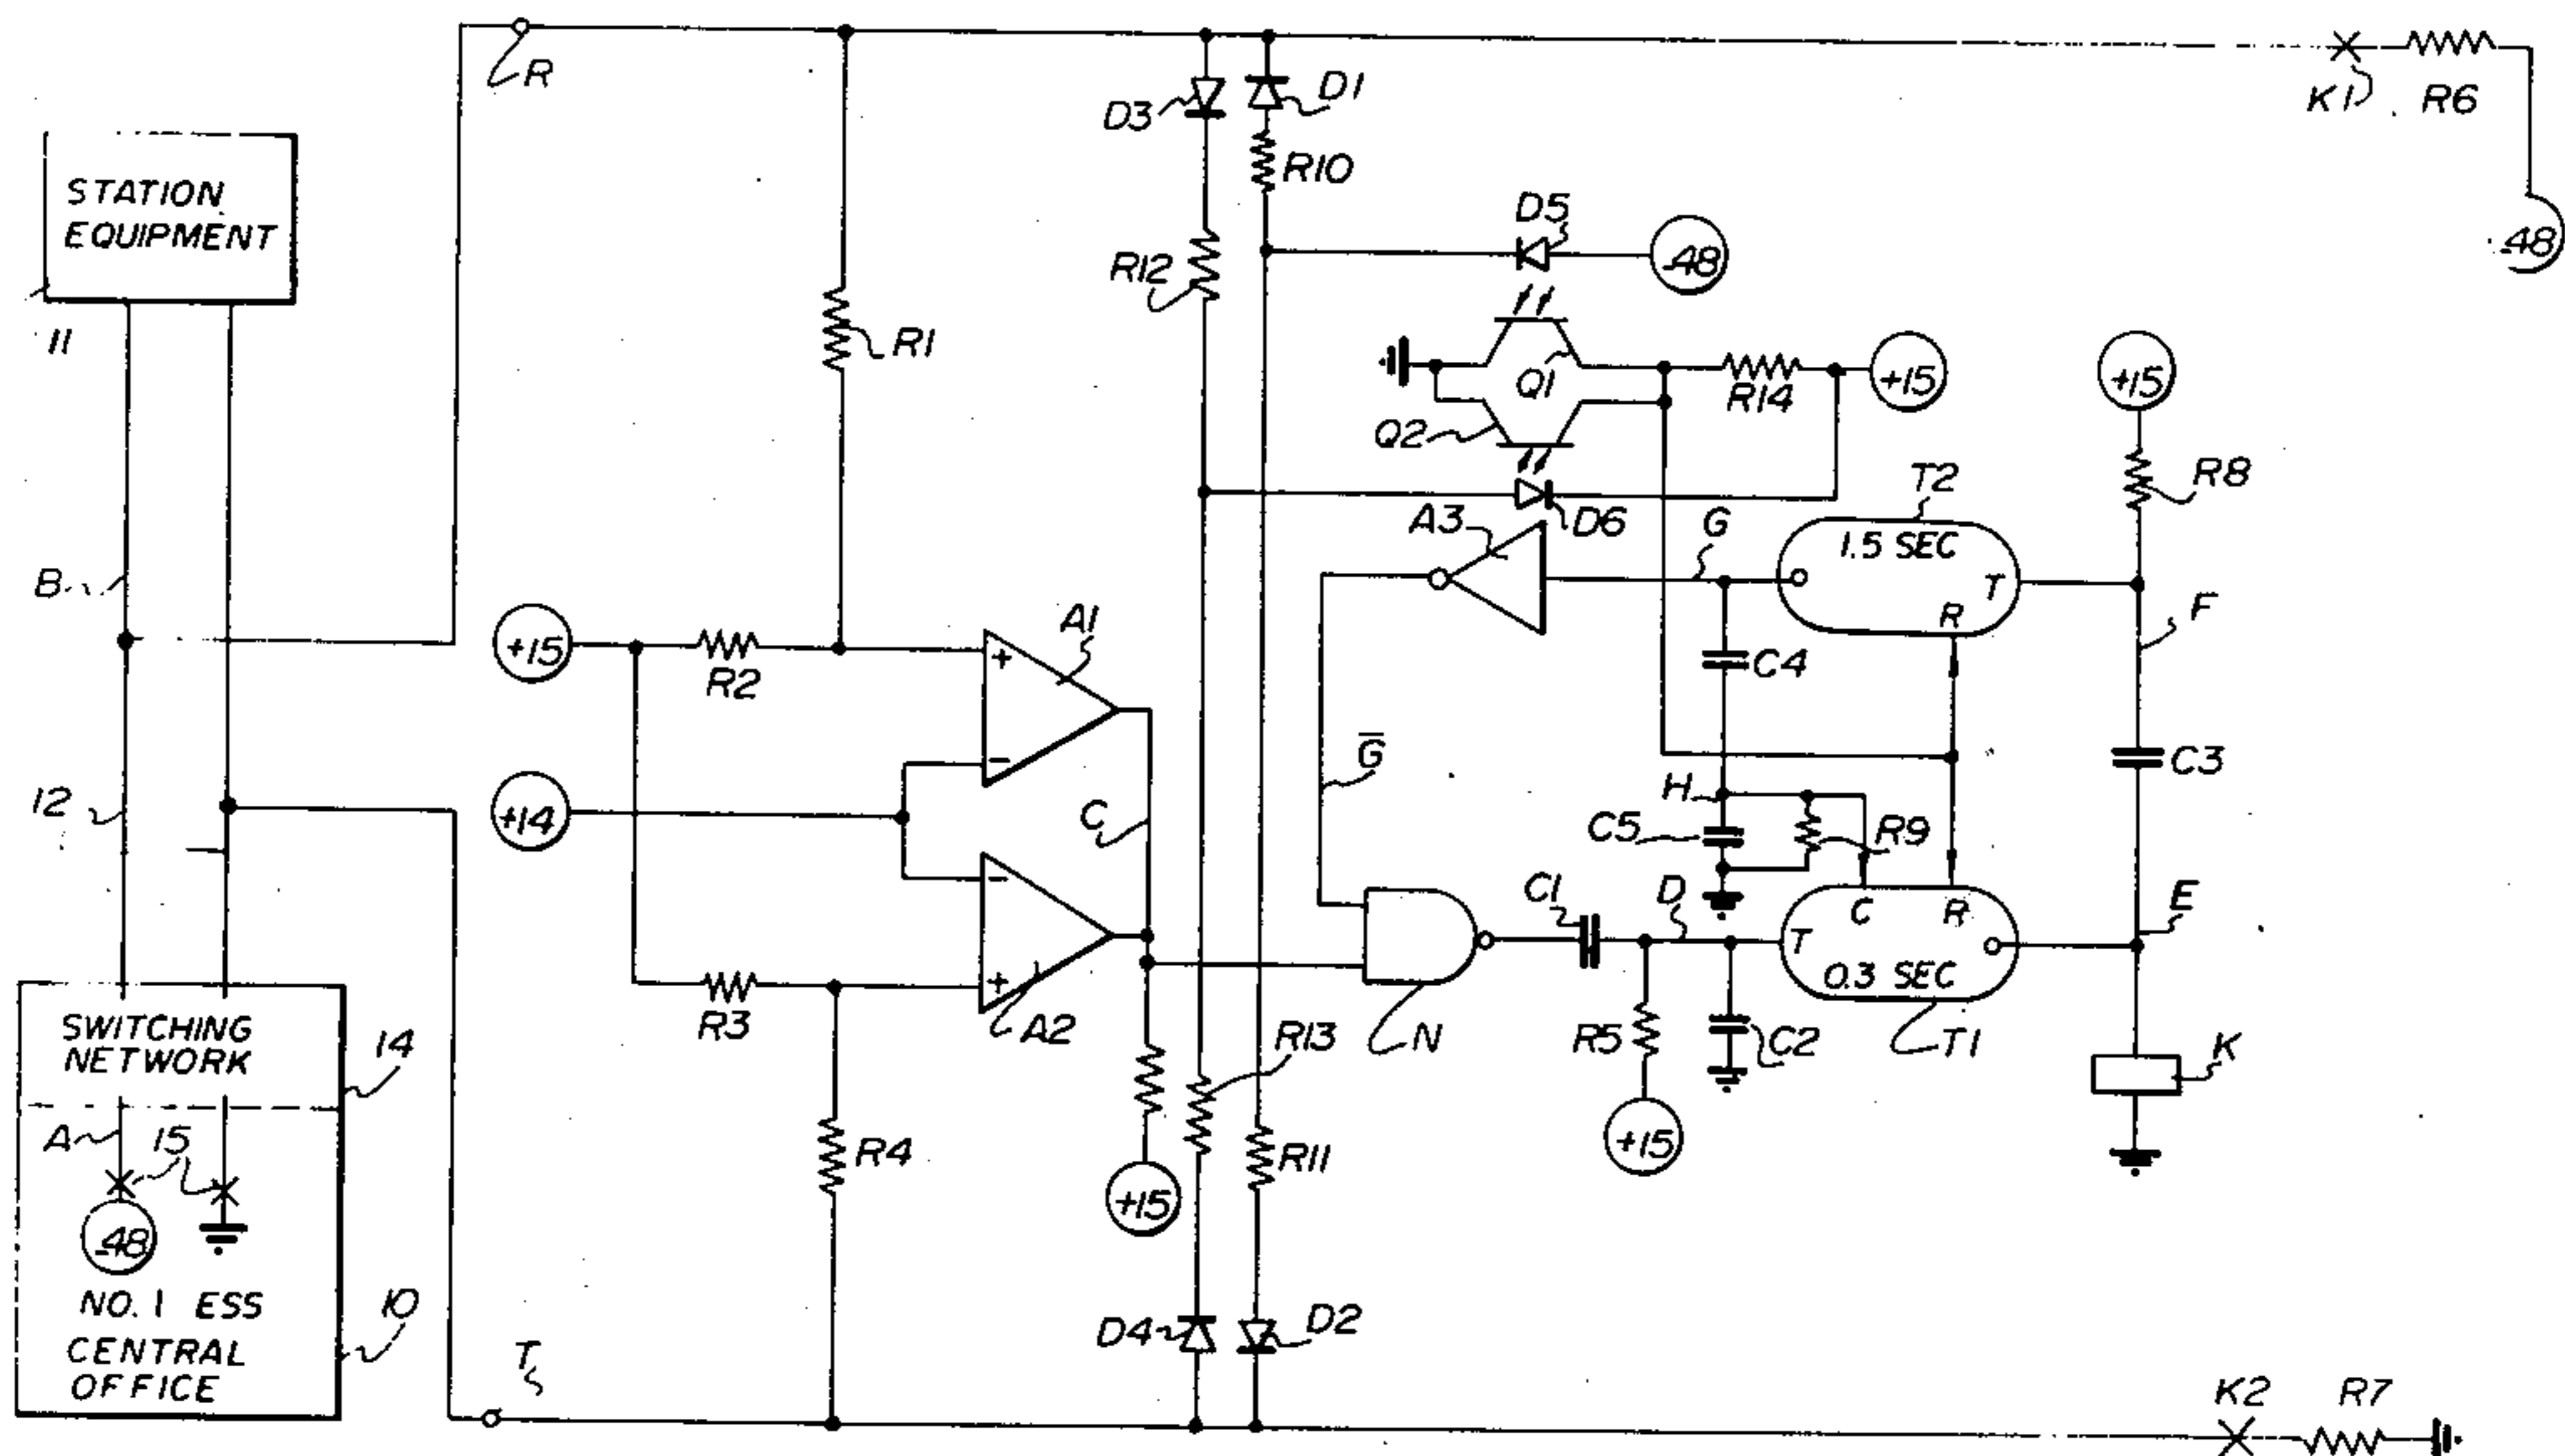 R
K1
R6
-48
STATION
EQUIPMENT
11
D3
D1
R10
R12
D5
-48
R1
Q1
Q2
R14
+15
+15
D6
T2
R8
B
A1
+15
R2
A3
G
1.5 SEC
T
R
F
C4
12
+14
C
G̅
H
C5
R9
C3
C1
D
T
C
R
E
0.3 SEC
R3
A2
R13
N
R5
C2
T1
K
SWITCHING
NETWORK
14
A
15
-48
R4
+15
R11
+15
NO. 1 ESS
CENTRAL
OFFICE
10
T
D4
D2
K2
R7
+
-
-
+